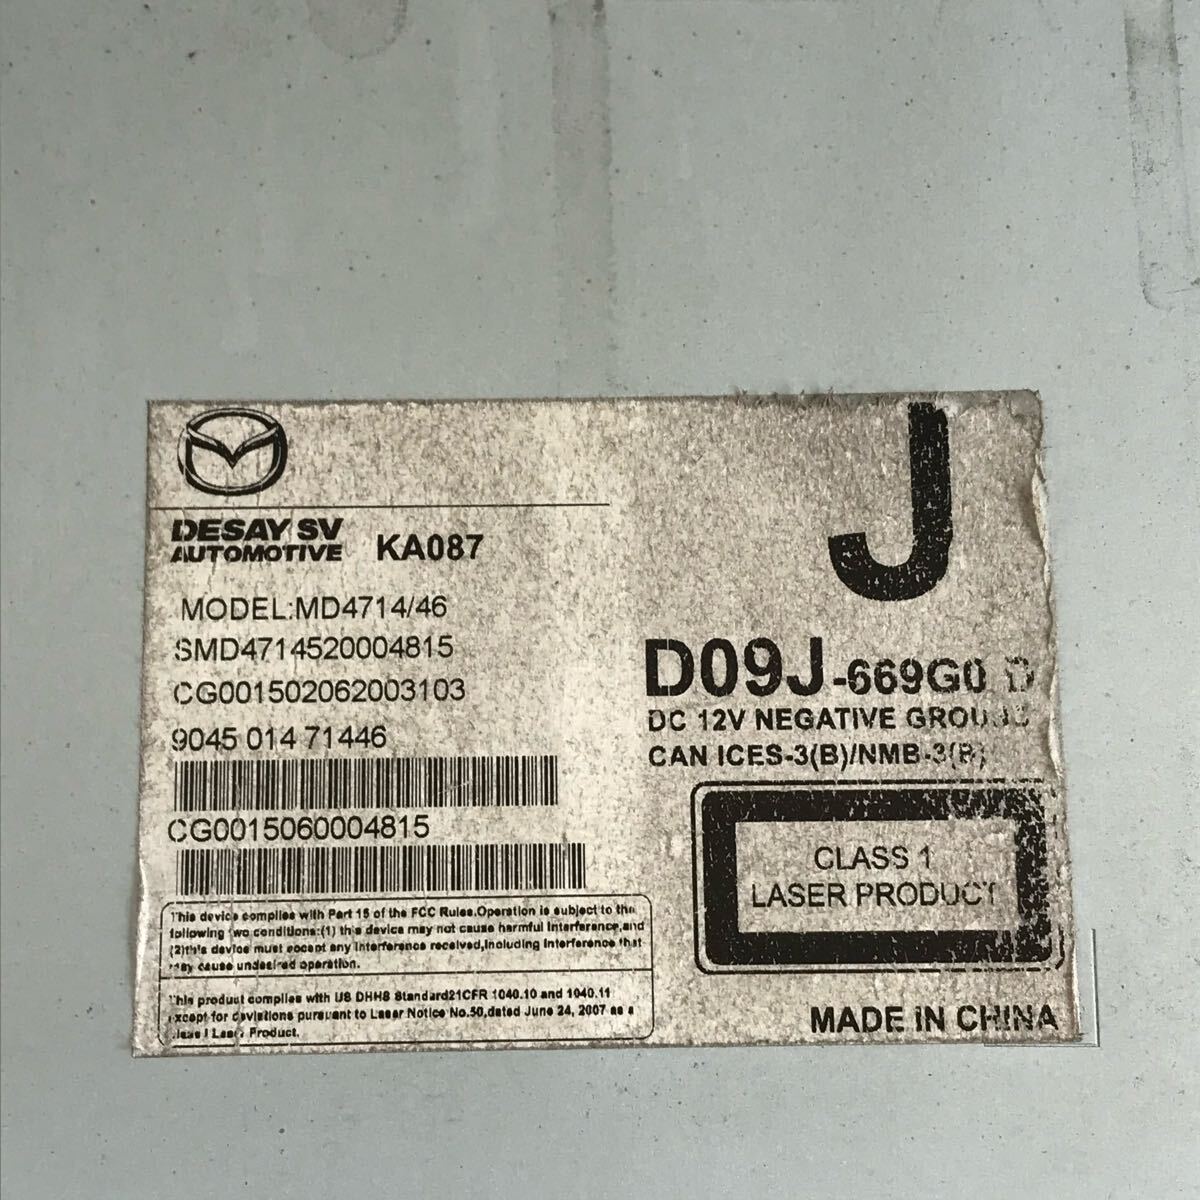 J
DESAY SV
AUTOMOTIVE KA087
MODEL:MD4714/46
SMD4714520004815
CG001502062003103
9045 014 71446
CG0015060004815
This device complies with Part 15 of the FCC Rules.Operation is subject to the
following two conditions:(1) this device may not cause harmful interference,and
(2)this device must eocept any interference received,including interference that
may cause undesired operation.
This product complies with US DHHS Standard21CFR 1040.10 and 1040.11
except for deviations pursuant to Laser Notice No.50,dated June 24, 2007 as a
Class I Laser Product.
D09J-669G0 D
DC 12V NEGATIVE GROUND
CAN ICES-3(B)/NMB-3(B)
CLASS 1
LASER PRODUCT
MADE IN CHINA